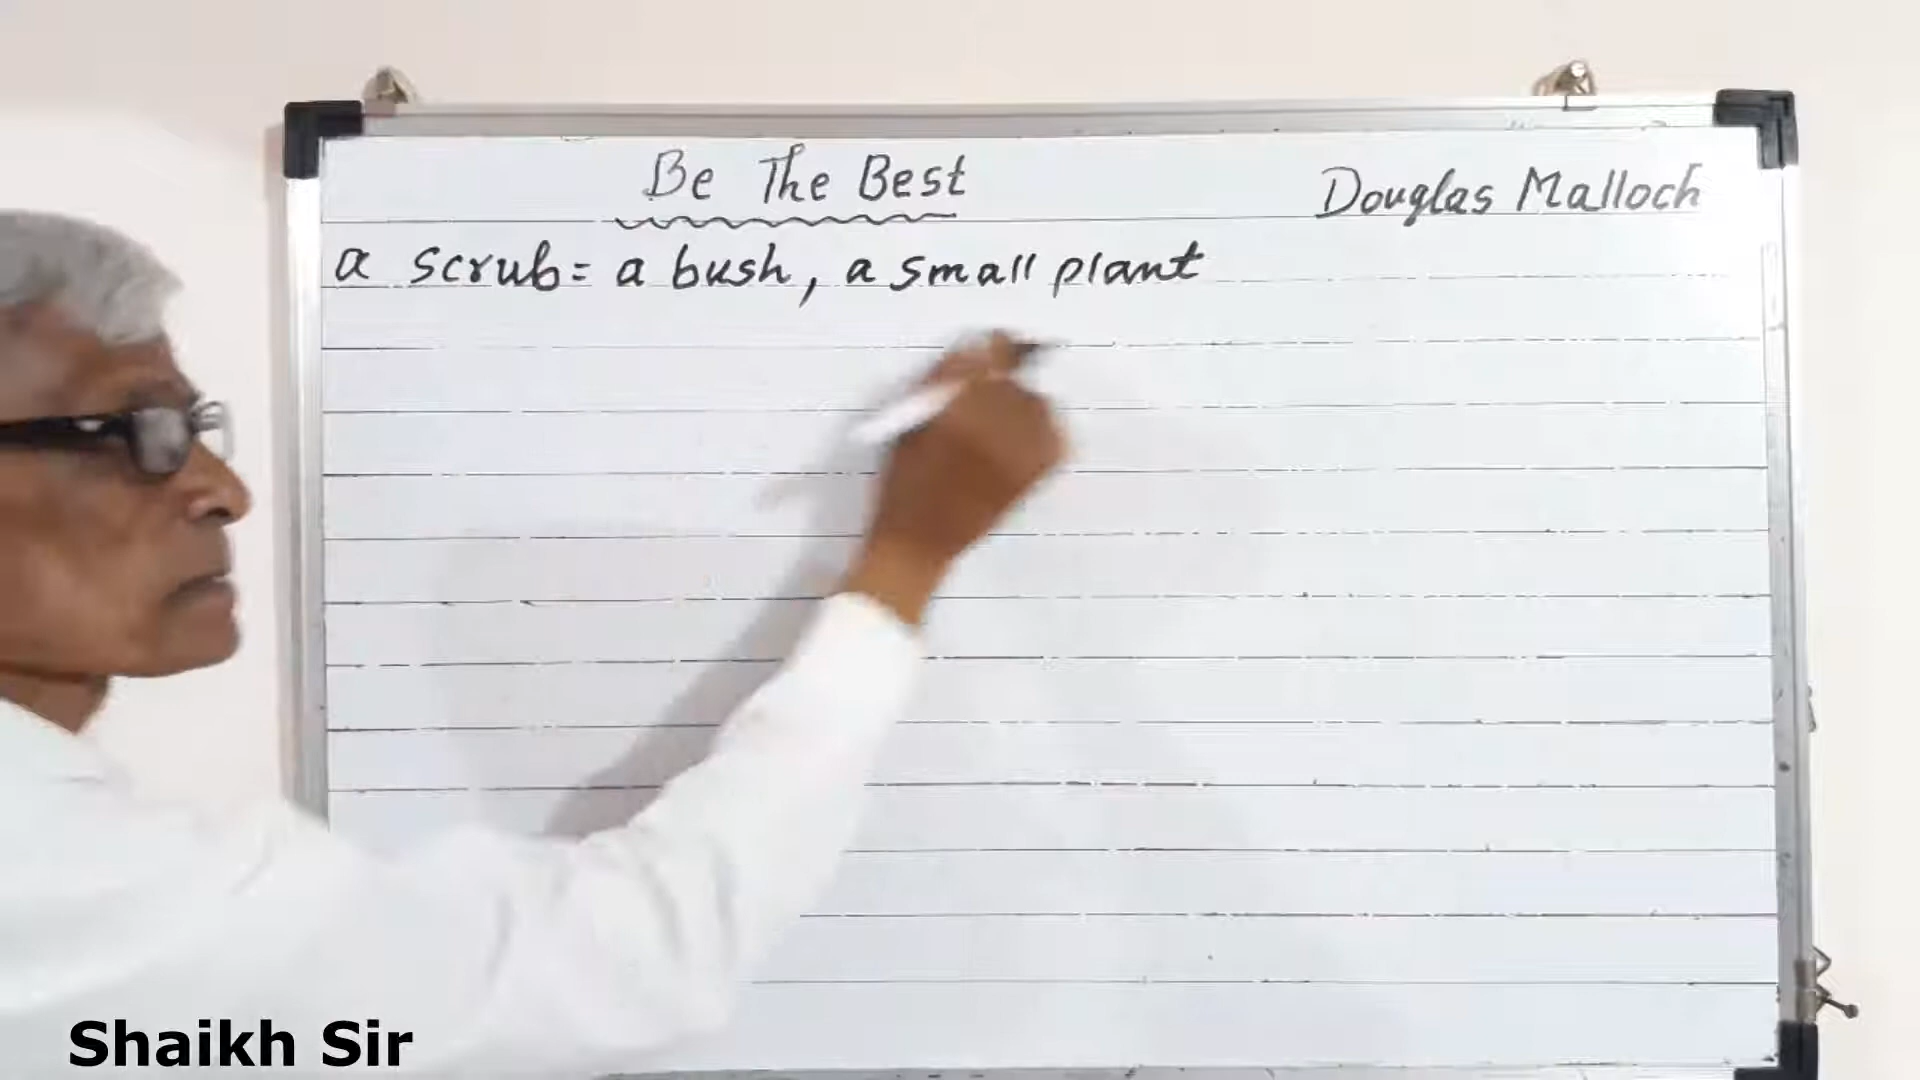 Be The Best
Douglas Malloch
a scrub = a bush, a small plant
Shaikh Sir